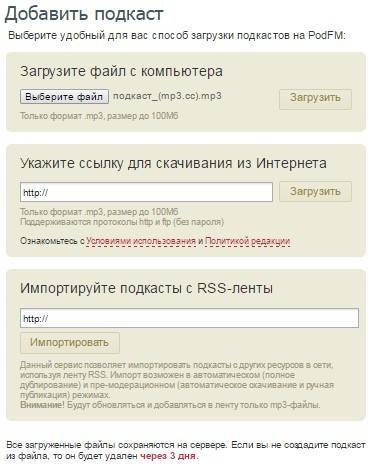 Добавить подкаст
Выберите удобный для вас способ загрузки подкастов на PodFM:
Загрузите файл с компьютера
Выберите файл подкаст_(mp3.cc).mp3 Загрузить
Только формат .mp3, размер до 100Мб
Укажите ссылку для скачивания из Интернета
http:// Загрузить
Только формат .mp3, размер до 100Мб
Поддерживаются протоколы http и ftp (без пароля)
Ознакомьтесь с Условиями использования и Политикой редакции
Импортируйте подкасты с RSS-ленты
http://
Импортировать
Данный сервис позволяет импортировать подкасты с других ресурсов в сети,
используя ленту RSS. Импорт возможен в автоматическом (полное
дублирование) и пре-модерационном (автоматическое скачивание и ручная
публикация) режимах.
Внимание! Будут обновляться и добавляться в ленту только mp3-файлы.
Все загруженные файлы сохраняются на сервере. Если вы не создадите подкаст
из файла, то он будет удален через 3 дня.